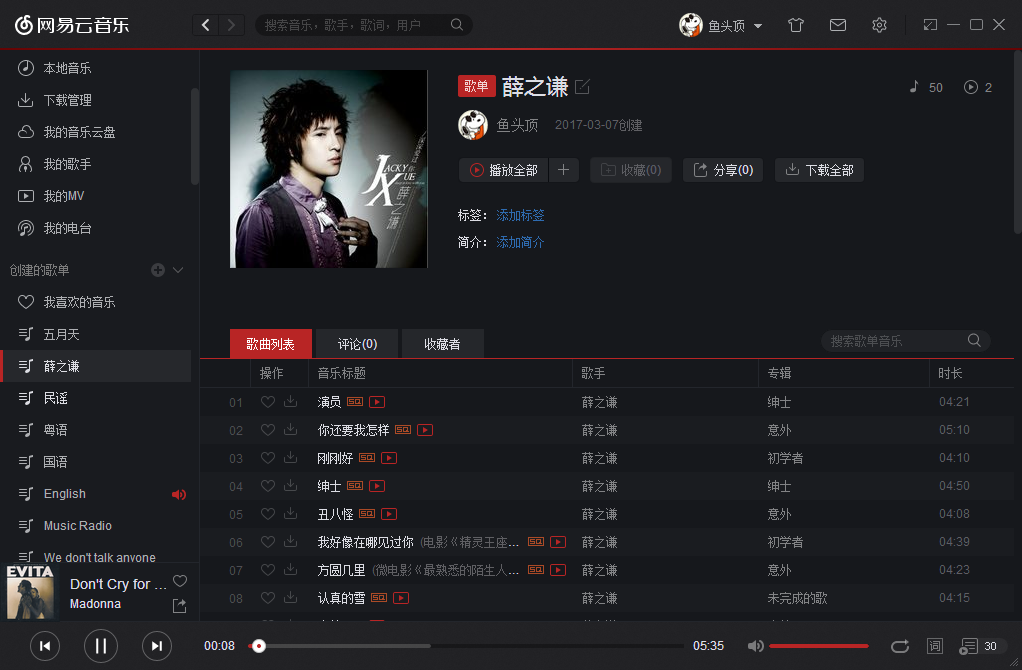 网易云音乐
搜索音乐，歌手，歌词，用户
鱼头顶
本地音乐
下载管理
我的音乐云盘
我的歌手
我的MV
我的电台
创建的歌单
我喜欢的音乐
五月天
薛之谦
民谣
粤语
国语
English
Music Radio
We don't talk anyone
EVITA
Don't Cry for ...
Madonna
JACKY
XUE
薛之谦
歌单 薛之谦
50
2
鱼头顶 2017-03-07创建
播放全部
收藏(0)
分享(0)
下载全部
标签： 添加标签
简介： 添加简介
歌曲列表 评论(0) 收藏者
搜索歌单音乐
操作 音乐标题 歌手 专辑 时长
01 演员 SQ 薛之谦 绅士 04:21
02 你还要我怎样 SQ 薛之谦 意外 05:10
03 刚刚好 SQ 薛之谦 初学者 04:10
04 绅士 SQ 薛之谦 绅士 04:50
05 丑八怪 SQ 薛之谦 意外 04:08
06 我好像在哪见过你（电影《精灵王座... SQ 薛之谦 初学者 04:39
07 方圆几里（微电影《最熟悉的陌生人... SQ 薛之谦 意外 04:23
08 认真的雪 SQ 薛之谦 未完成的歌 04:15
00:08
05:35
词
30